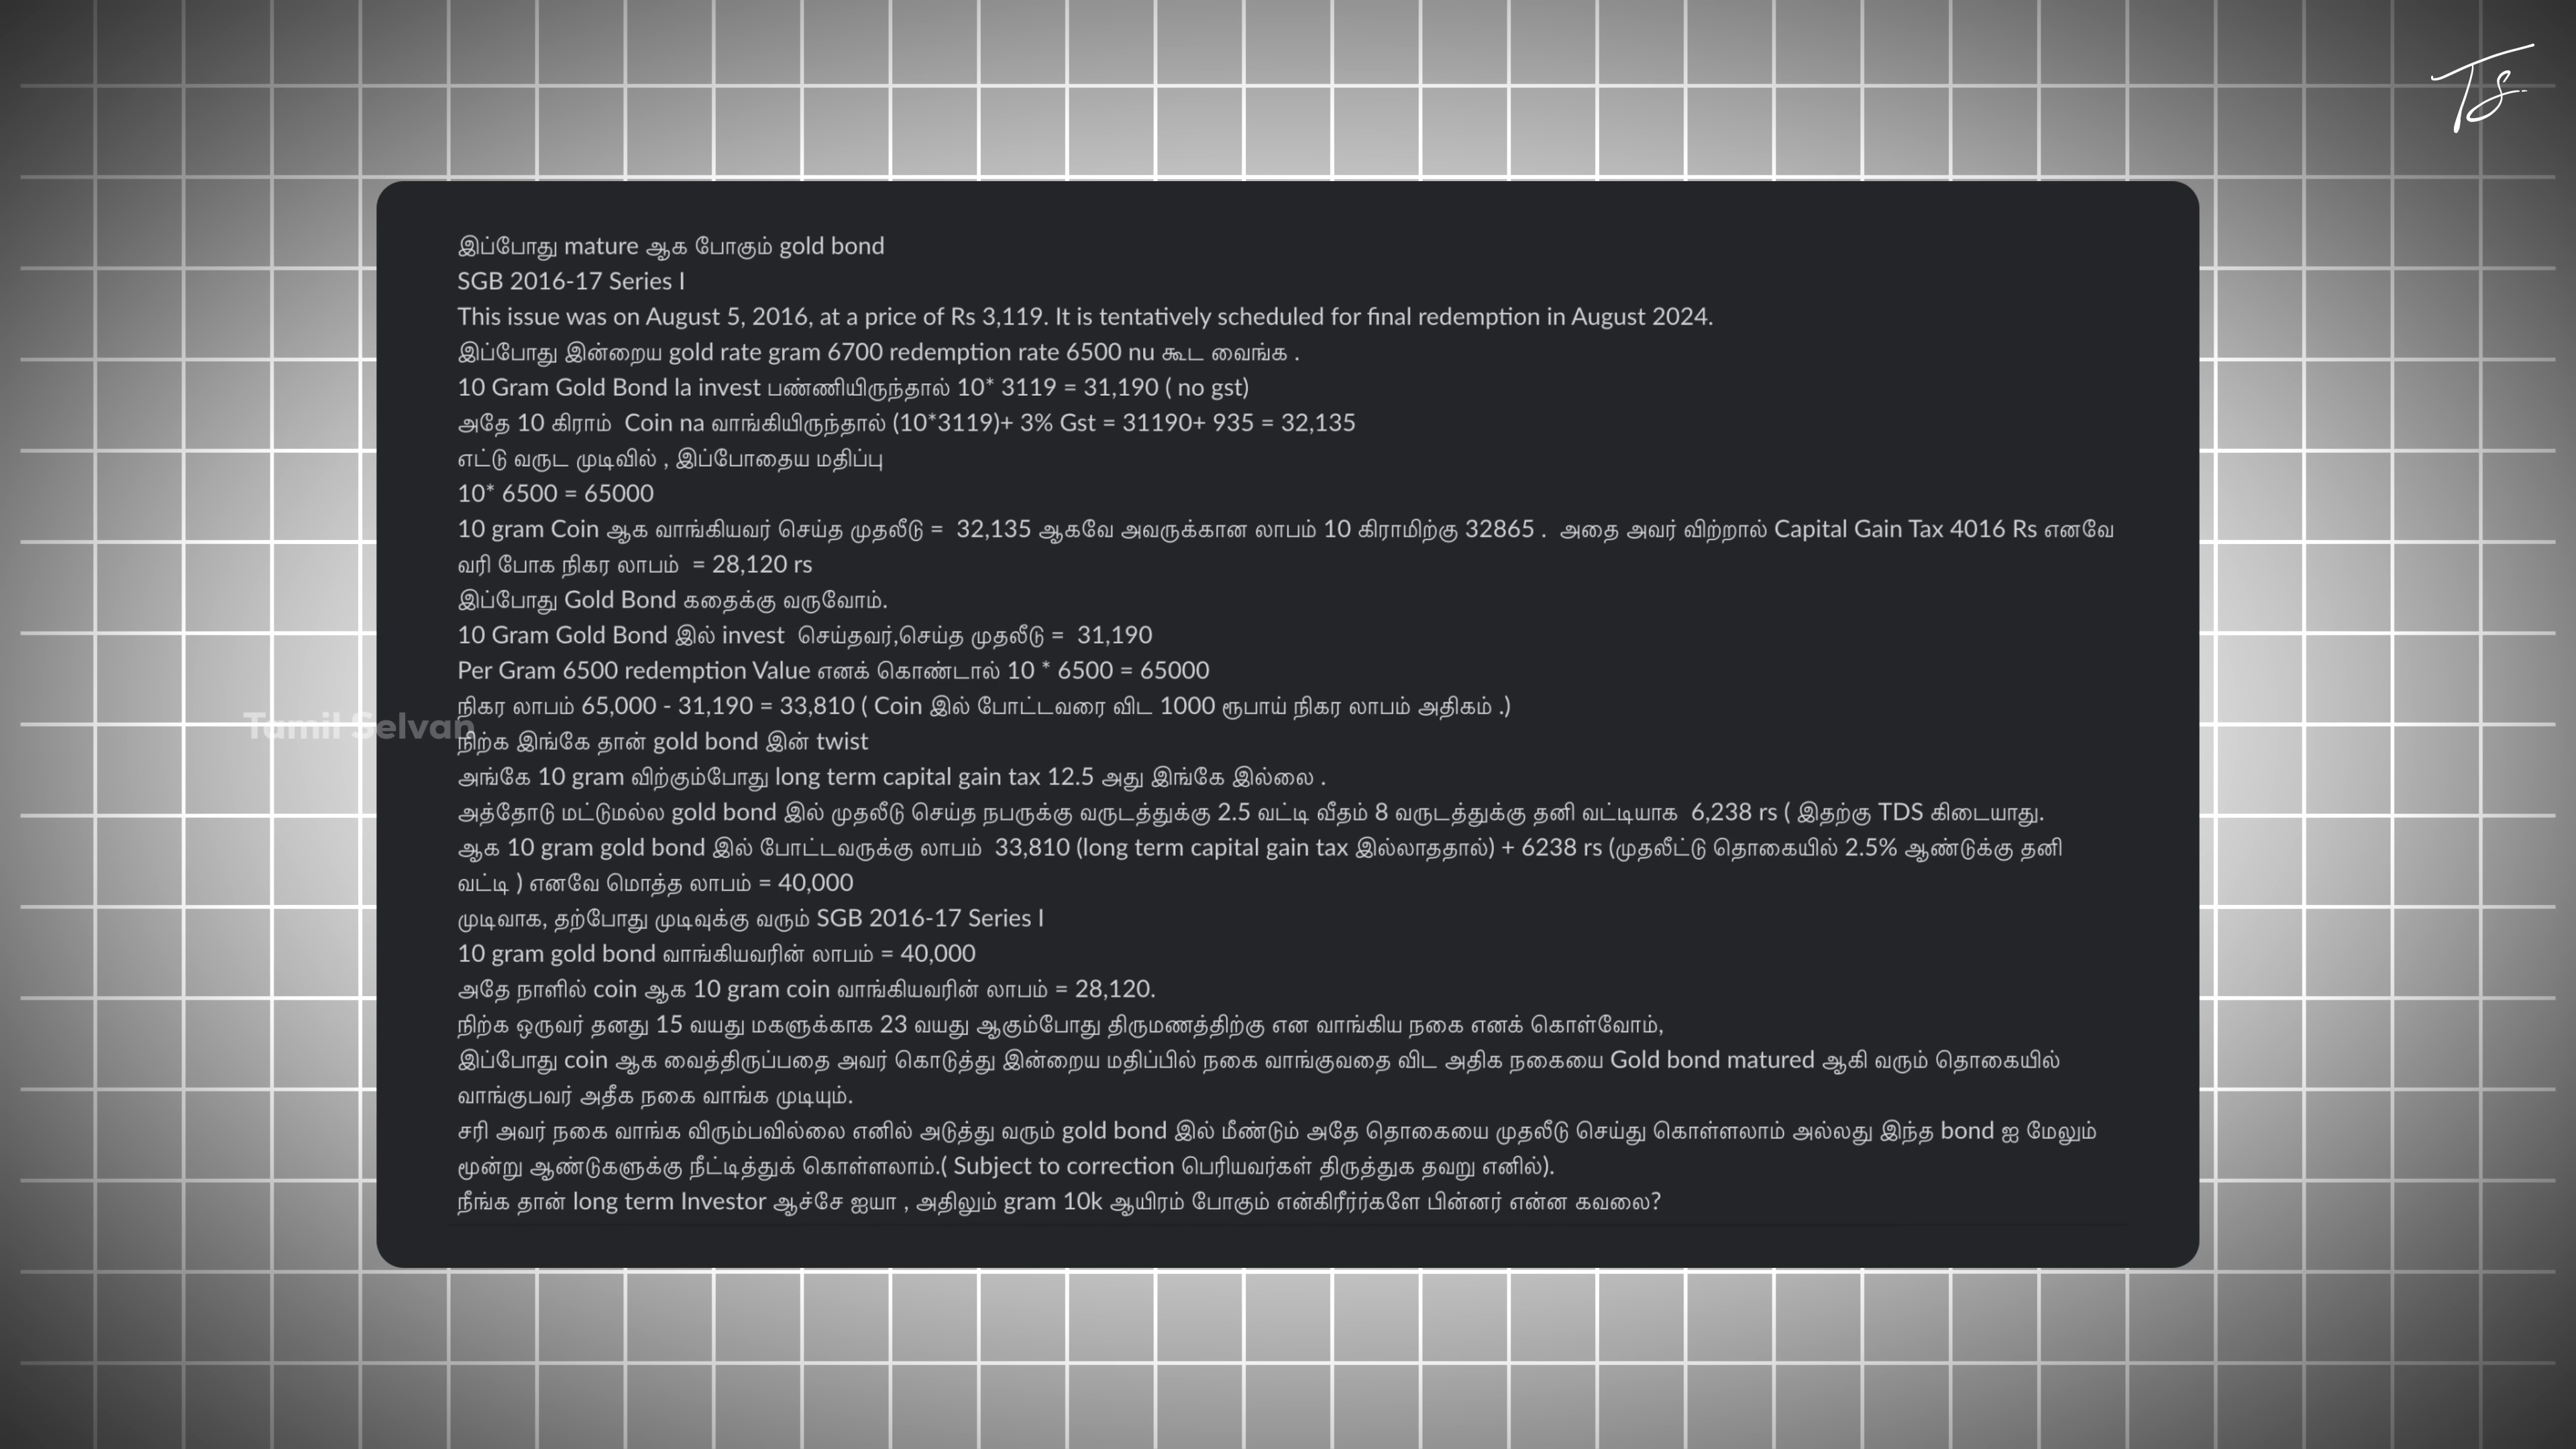 TS
இப்போது mature ஆக போகும் gold bond
SGB 2016-17 Series I
This issue was on August 5, 2016, at a price of Rs 3,119. It is tentatively scheduled for final redemption in August 2024.
இப்போது இன்றைய gold rate gram 6700 redemption rate 6500 nu கூட வைங்க .
10 Gram Gold Bond la invest பண்ணியிருந்தால் 10* 3119 = 31,190 ( no gst)
அதே 10 கிராம்  Coin na வாங்கியிருந்தால் (10*3119)+ 3% Gst = 31190+ 935 = 32,135
எட்டு வருட முடிவில் , இப்போதைய மதிப்பு
10* 6500 = 65000
10 gram Coin ஆக வாங்கியவர் செய்த முதலீடு =  32,135 ஆகவே அவருக்கான லாபம் 10 கிராமிற்கு 32865 .  அதை அவர் விற்றால் Capital Gain Tax 4016 Rs எனவே
வரி போக நிகர லாபம்  = 28,120 rs
இப்போது Gold Bond கதைக்கு வருவோம்.
10 Gram Gold Bond இல் invest  செய்தவர்,செய்த முதலீடு =  31,190
Per Gram 6500 redemption Value எனக் கொண்டால் 10 * 6500 = 65000
நிகர லாபம் 65,000 - 31,190 = 33,810 ( Coin இல் போட்டவரை விட 1000 ரூபாய் நிகர லாபம் அதிகம் .)
Tamil Selvan
நிற்க இங்கே தான் gold bond இன் twist
அங்கே 10 gram விற்கும்போது long term capital gain tax 12.5 அது இங்கே இல்லை .
அத்தோடு மட்டுமல்ல gold bond இல் முதலீடு செய்த நபருக்கு வருடத்துக்கு 2.5 வட்டி வீதம் 8 வருடத்துக்கு தனி வட்டியாக  6,238 rs ( இதற்கு TDS கிடையாது.
ஆக 10 gram gold bond இல் போட்டவருக்கு லாபம்  33,810 (long term capital gain tax இல்லாததால்) + 6238 rs (முதலீட்டு தொகையில் 2.5% ஆண்டுக்கு தனி
வட்டி ) எனவே மொத்த லாபம் = 40,000
முடிவாக, தற்போது முடிவுக்கு வரும் SGB 2016-17 Series I
10 gram gold bond வாங்கியவரின் லாபம் = 40,000
அதே நாளில் coin ஆக 10 gram coin வாங்கியவரின் லாபம் = 28,120.
நிற்க ஒருவர் தனது 15 வயது மகளுக்காக 23 வயது ஆகும்போது திருமணத்திற்கு என வாங்கிய நகை எனக் கொள்வோம்,
இப்போது coin ஆக வைத்திருப்பதை அவர் கொடுத்து இன்றைய மதிப்பில் நகை வாங்குவதை விட அதிக நகையை Gold bond matured ஆகி வரும் தொகையில்
வாங்குபவர் அதீக நகை வாங்க முடியும்.
சரி அவர் நகை வாங்க விரும்பவில்லை எனில் அடுத்து வரும் gold bond இல் மீண்டும் அதே தொகையை முதலீடு செய்து கொள்ளலாம் அல்லது இந்த bond ஐ மேலும்
மூன்று ஆண்டுகளுக்கு நீட்டித்துக் கொள்ளலாம்.( Subject to correction பெரியவர்கள் திருத்துக தவறு எனில்).
நீங்க தான் long term Investor ஆச்சே ஐயா , அதிலும் gram 10k ஆயிரம் போகும் என்கிரீர்ர்களே பின்னர் என்ன கவலை?